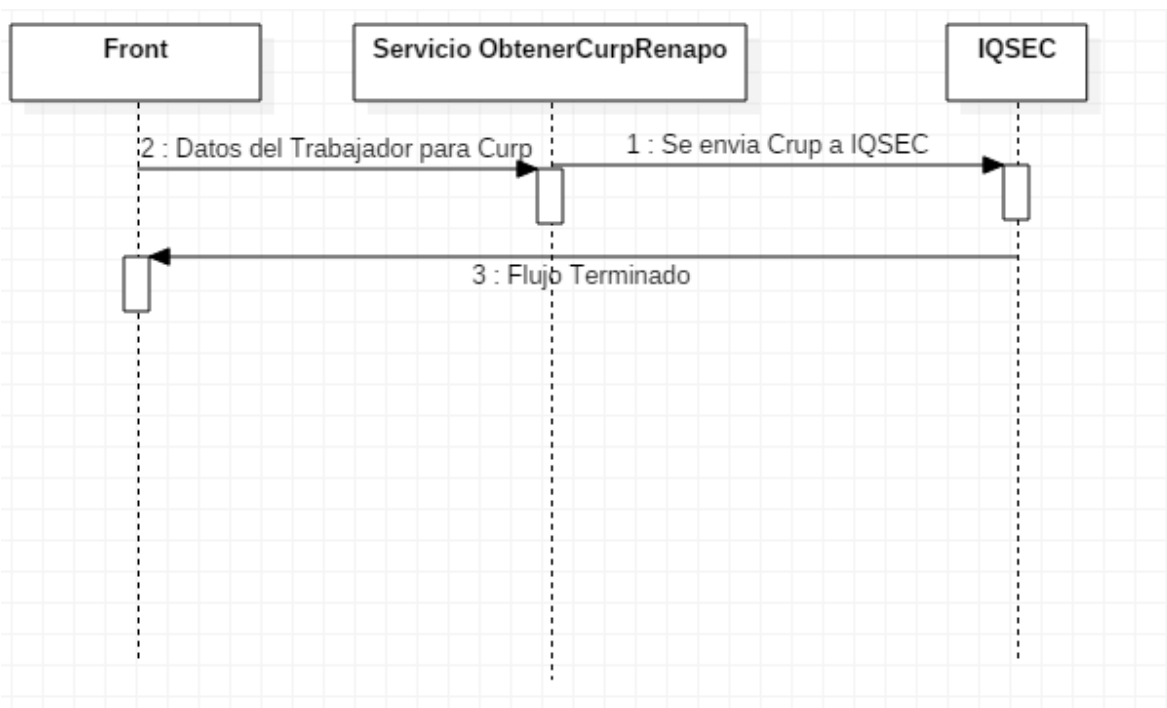 Front
Servicio ObtenerCurpRenapo
IQSEC
2 : Datos del Trabajador para Curp
1 : Se envia Crup a IQSEC
3 : Flujo Terminado